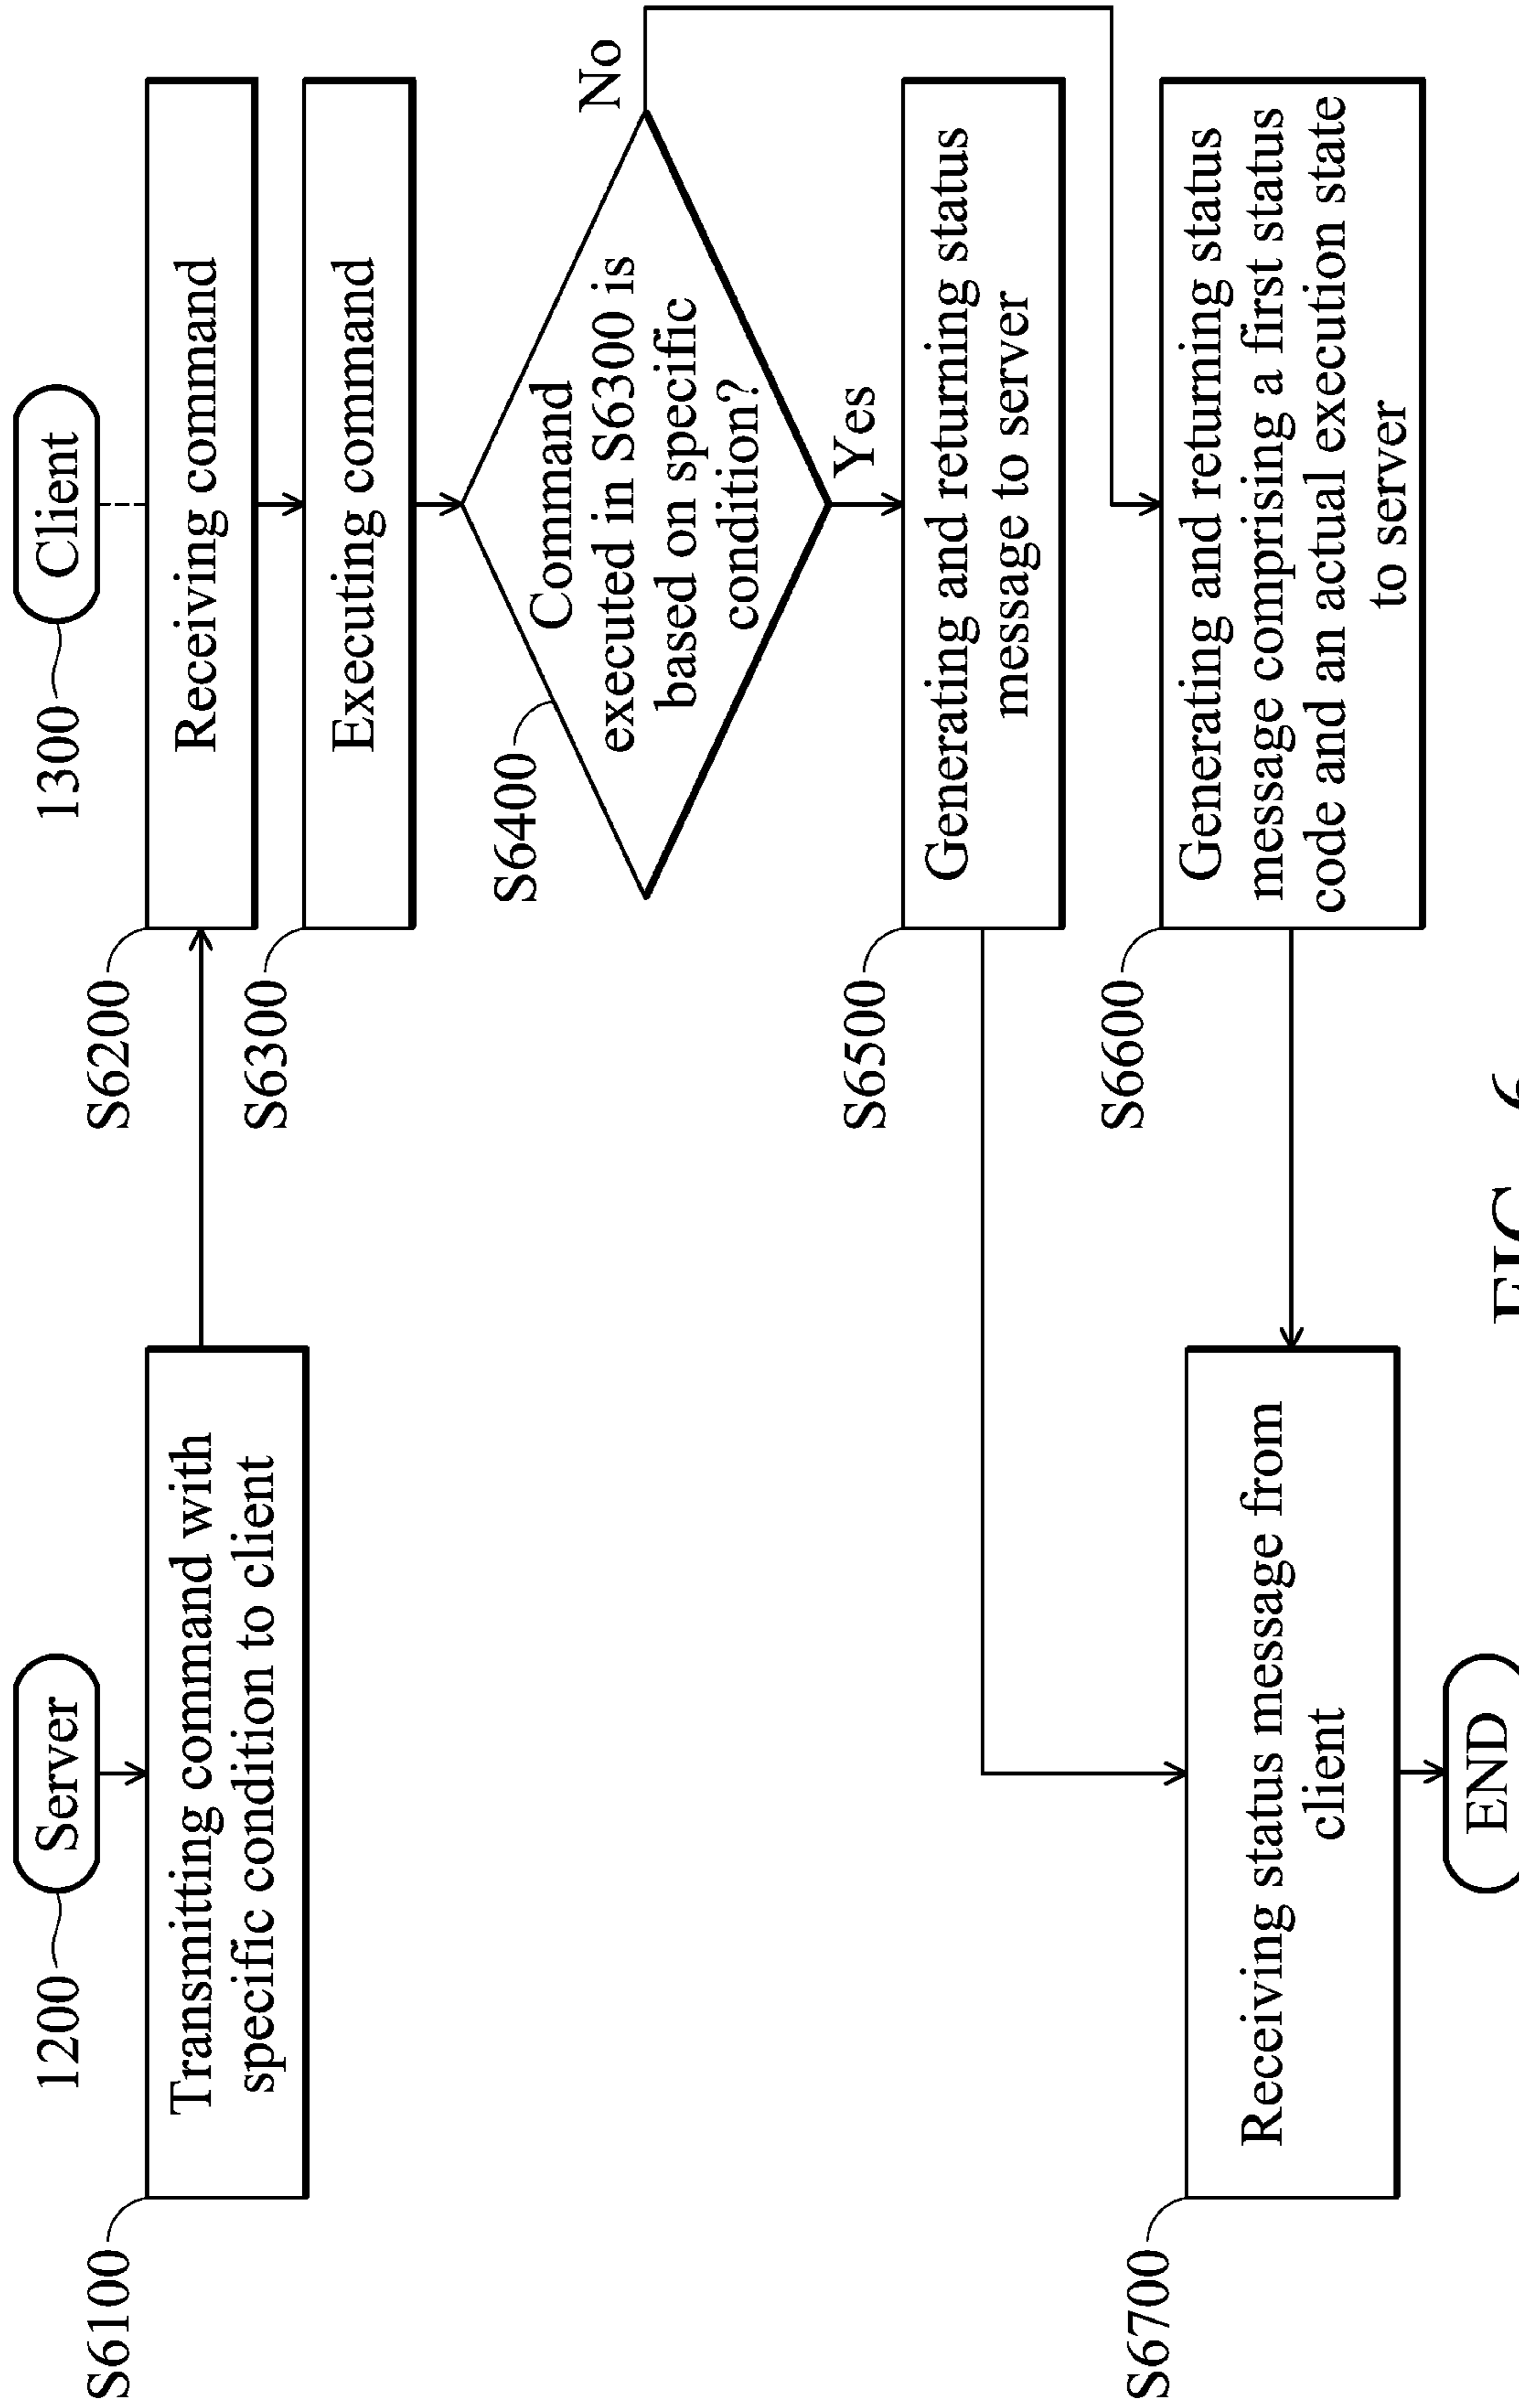 1200
Server
S6100
Transmitting command with
specific condition to client
1300
Client
S6200
Receiving command
S6300
Executing command
S6400
Command
executed in S6300 is
based on specific
condition?
No
Yes
S6500
Generating and returning status
message to server
S6600
Generating and returning status
message comprising a first status
code and an actual execution state
to server
S6700
Receiving status message from
client
END
FIG. 6